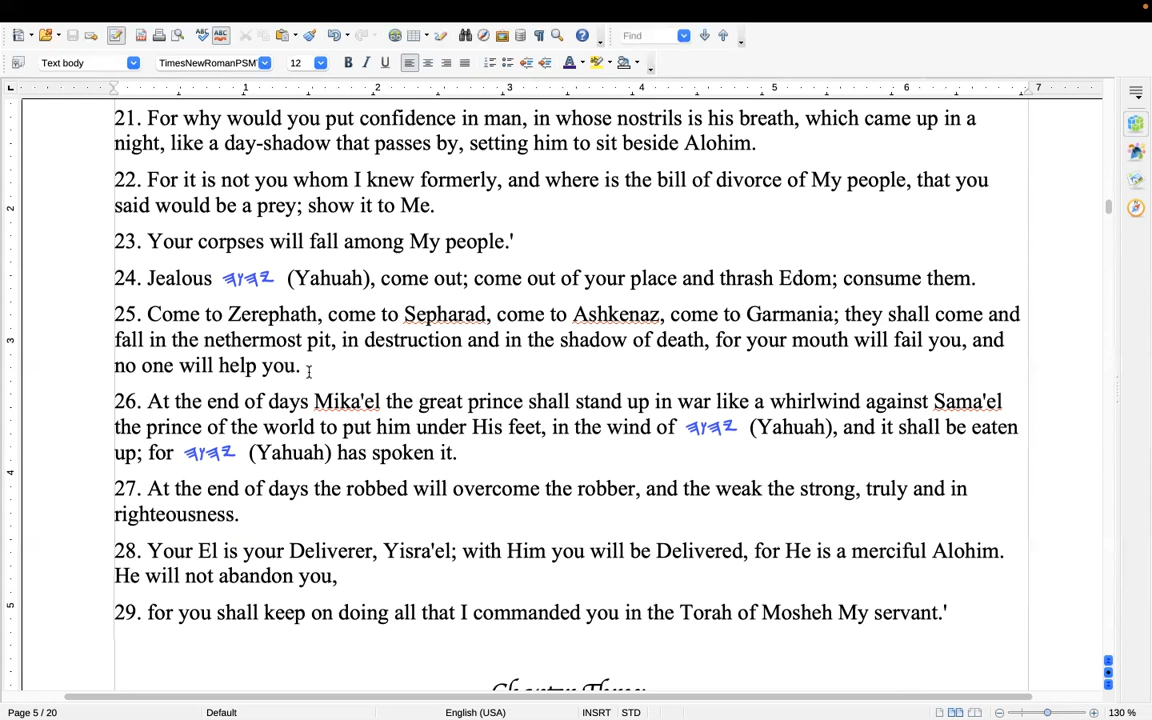 Find
Text body
TimesNewRomanPSMT
12
1 2 3 4 5 6 7
21. For why would you put confidence in man, in whose nostrils is his breath, which came up in a
night, like a day-shadow that passes by, setting him to sit beside Alohim.
22. For it is not you whom I knew formerly, and where is the bill of divorce of My people, that you
said would be a prey; show it to Me.
23. Your corpses will fall among My people.'
24. Jealous 𐤉𐤄𐤅𐤄 (Yahuah), come out; come out of your place and thrash Edom; consume them.
25. Come to Zerephath, come to Sepharad, come to Ashkenaz, come to Garmania; they shall come and
fall in the nethermost pit, in destruction and in the shadow of death, for your mouth will fail you, and
no one will help you.
26. At the end of days Mika'el the great prince shall stand up in war like a whirlwind against Sama'el
the prince of the world to put him under His feet, in the wind of 𐤉𐤄𐤅𐤄 (Yahuah), and it shall be eaten
up; for 𐤉𐤄𐤅𐤄 (Yahuah) has spoken it.
27. At the end of days the robbed will overcome the robber, and the weak the strong, truly and in
righteousness.
28. Your El is your Deliverer, Yisra'el; with Him you will be Delivered, for He is a merciful Alohim.
He will not abandon you,
29. for you shall keep on doing all that I commanded you in the Torah of Mosheh My servant.'
Chapter Three
Page 5 / 20
Default
English (USA)
INSRT
STD
130 %